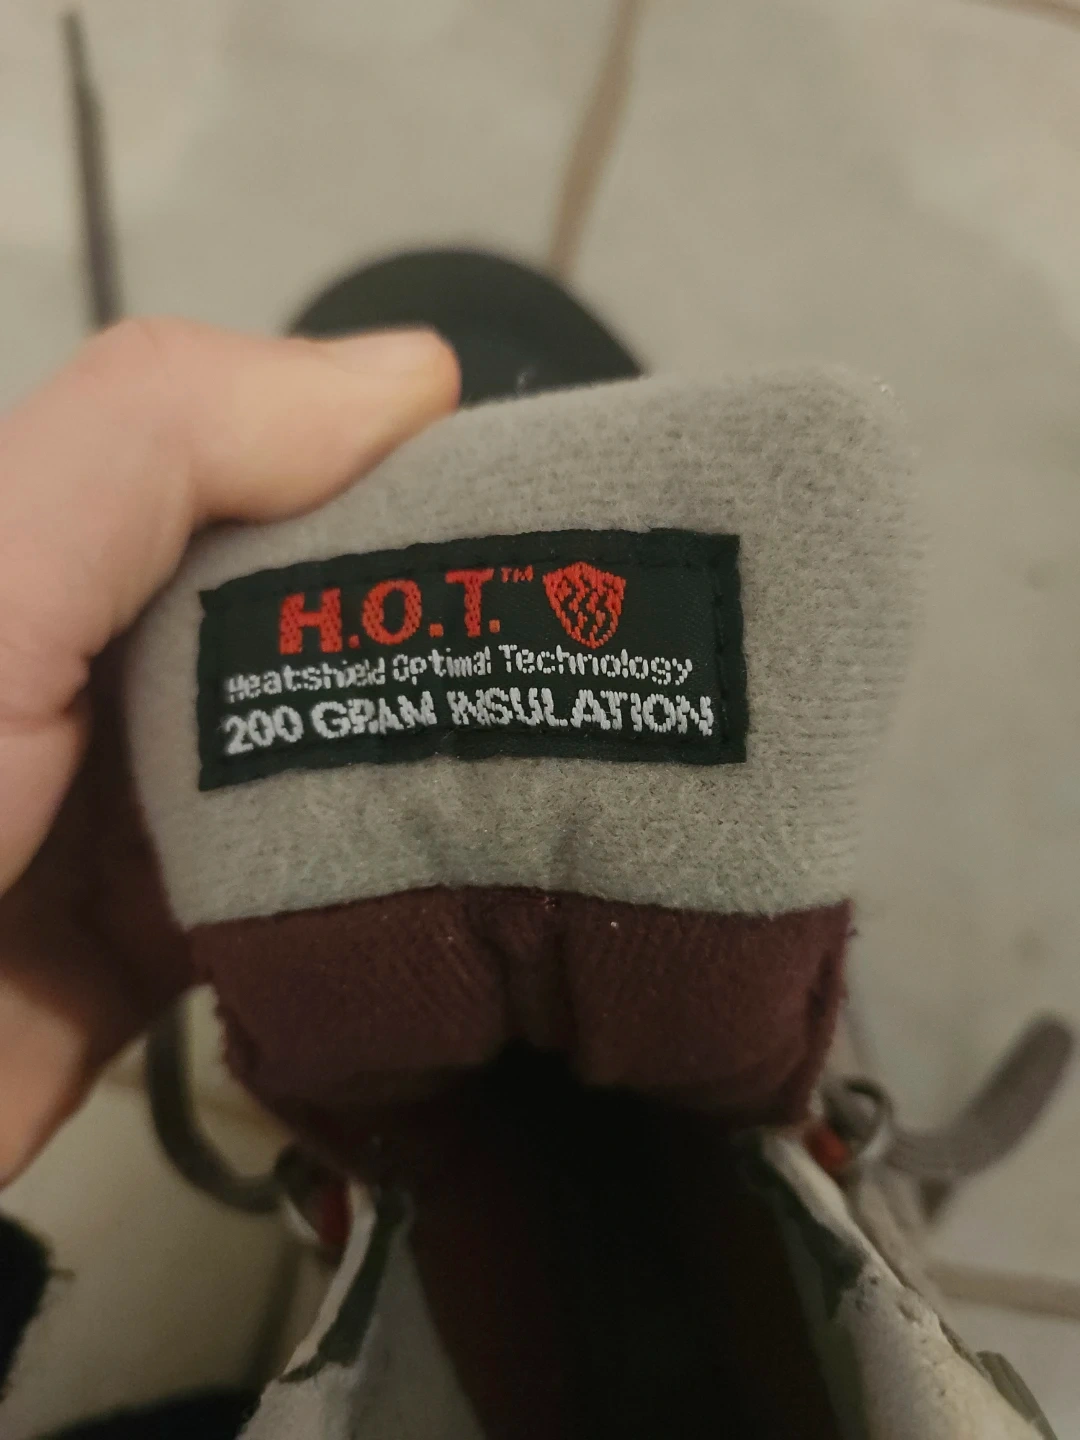 H.O.T.™
Heatshield Optimal Technology
200 GRAM INSULATION